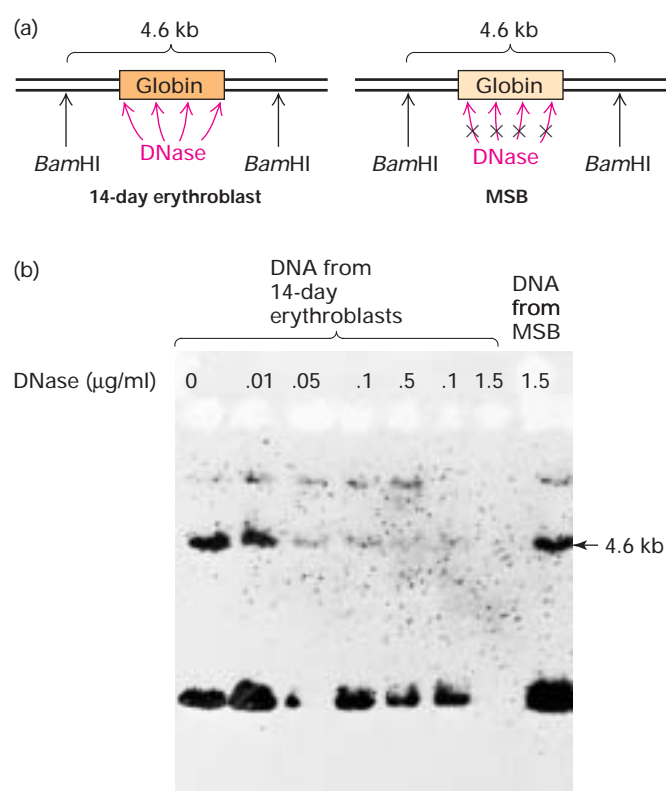 (a)
4.6 kb
4.6 kb
Globin
Globin
DNase
DNase
BamHI
BamHI
BamHI
BamHI
14-day erythroblast
MSB
(b)
DNA from
14-day
erythroblasts
DNA
from
MSB
DNase (µg/ml)
0 .01 .05 .1 .5 .1 1.5 1.5
4.6 kb